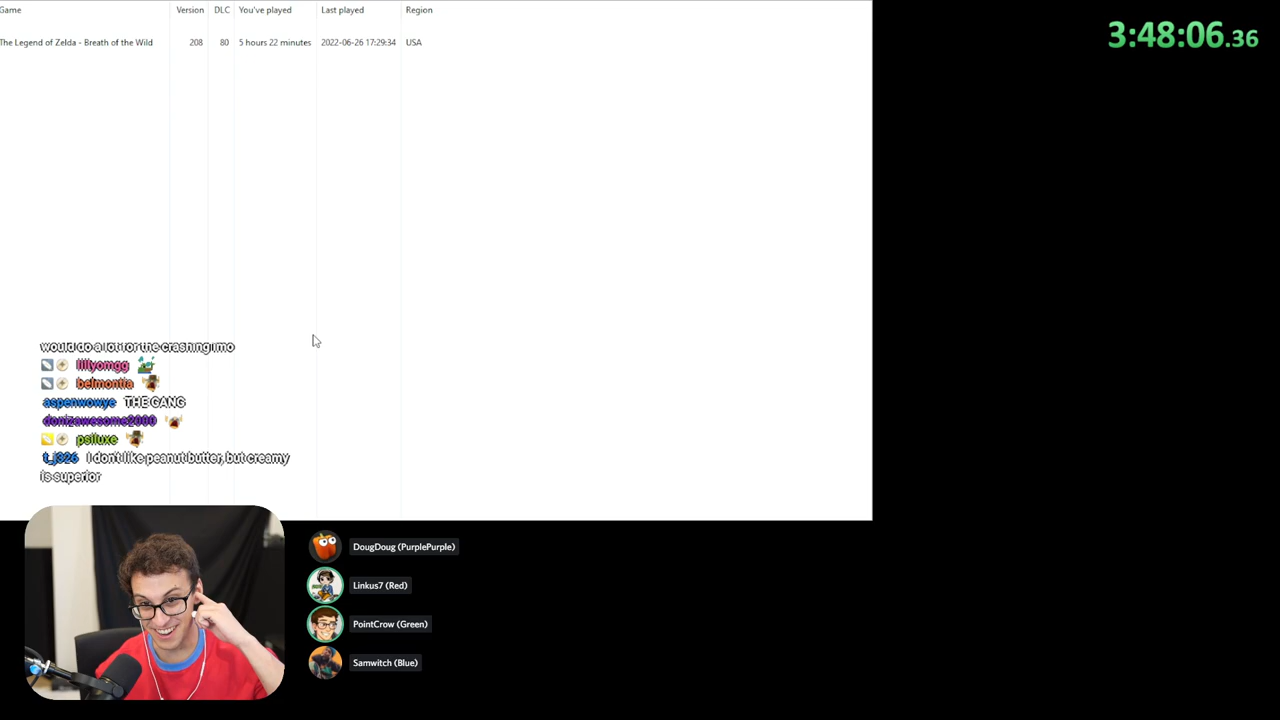 Game Version DLC You've played Last played Region
The Legend of Zelda - Breath of the Wild 208 80 5 hours 22 minutes 2022-06-26 17:29:34 USA
3:48:06.36
would do a lot for the crashing imo
lillyomgg
belmontia
aspenwowye THE GANG
donizawesome2000
psiluxe
t_j326 I dont like peanut butter, but creamy
is superior
DougDoug (PurplePurple)
Linkus7 (Red)
PointCrow (Green)
Samwitch (Blue)